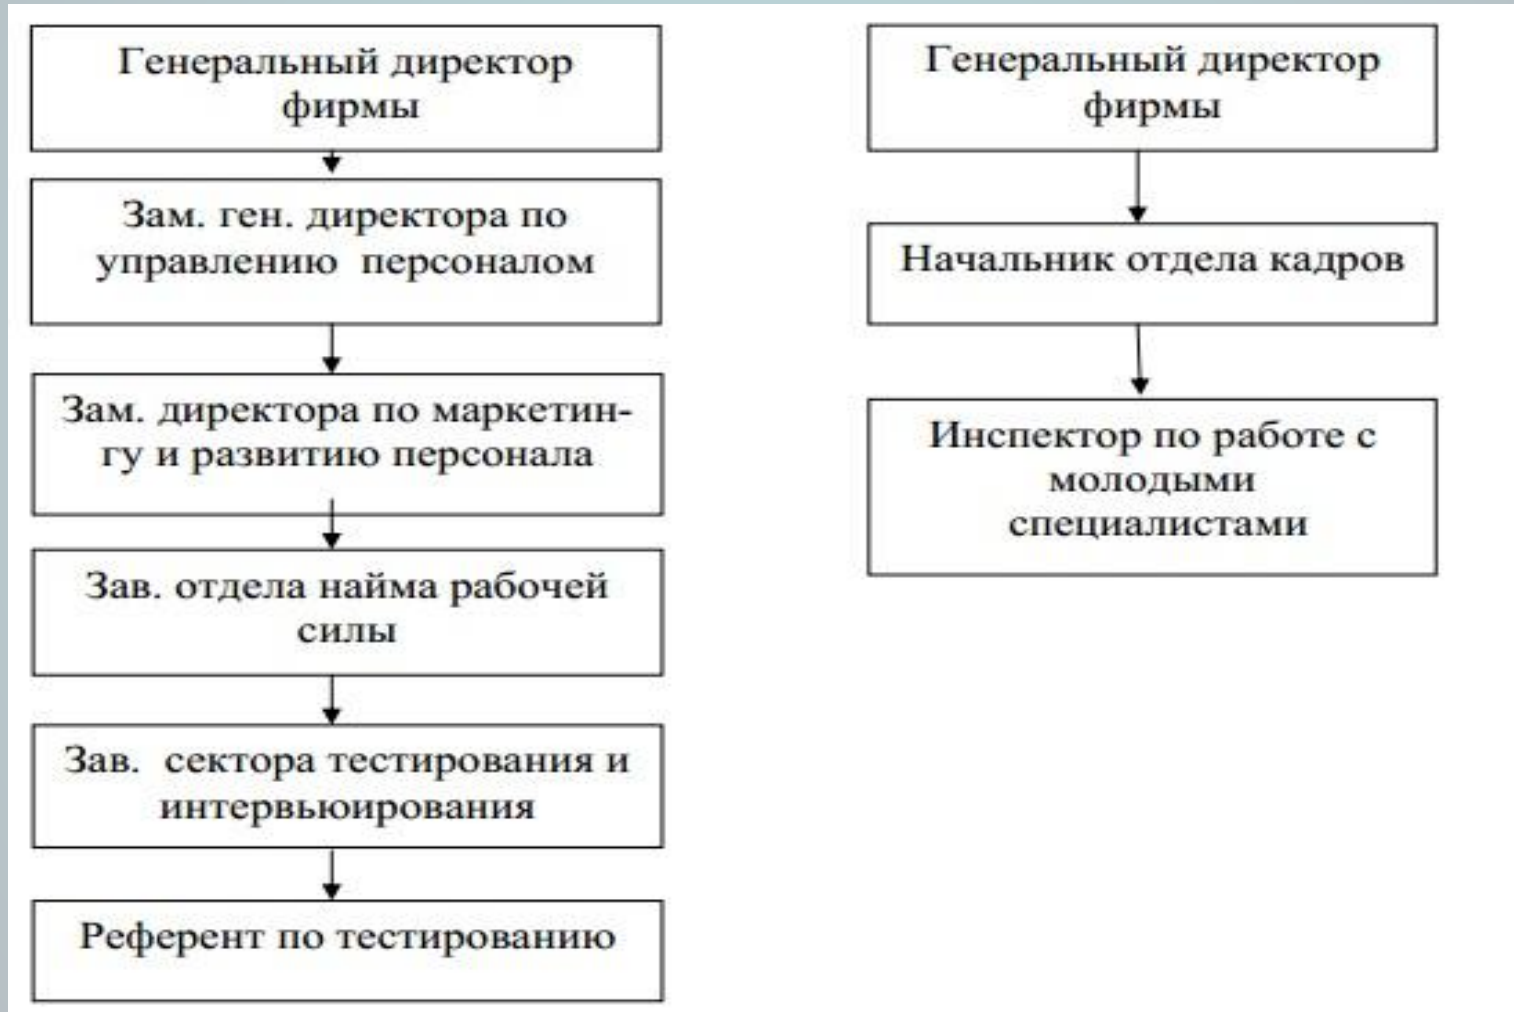 Генеральный директор
фирмы
Зам. ген. директора по
управлению персоналом
Зам. директора по маркетин-
гу и развитию персонала
Зав. отдела найма рабочей
силы
Зав. сектора тестирования и
интервьюирования
Референт по тестированию
Генеральный директор
фирмы
Начальник отдела кадров
Инспектор по работе с
молодыми
специалистами